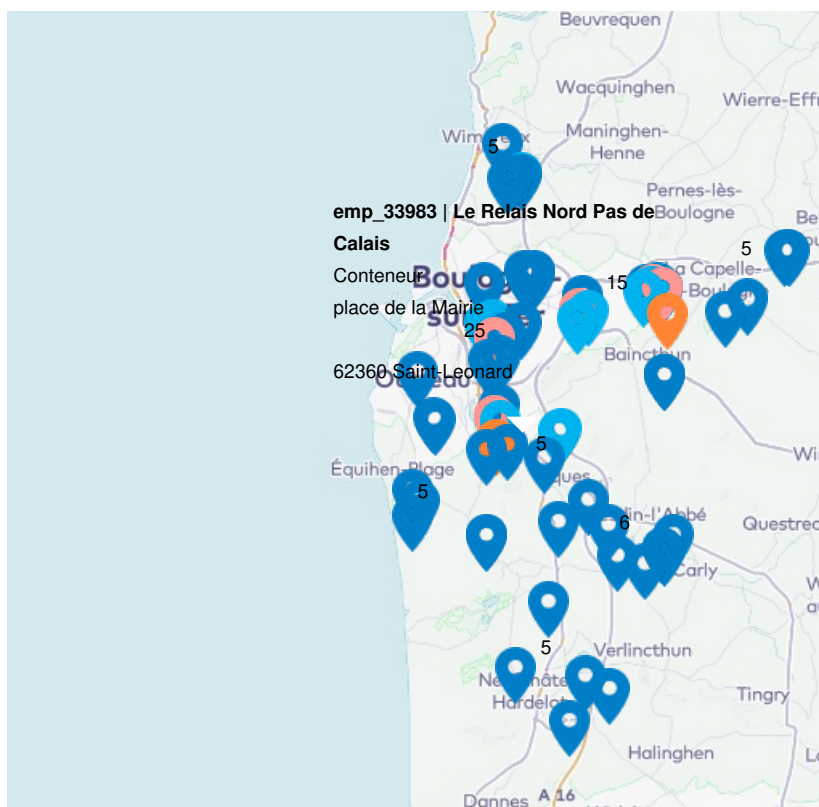 Beuvrequen
Wacquinghen
Wierre-Effr
Maninghen-
Henne
5
Pernes-lès-
Boulogne
emp_33983 | Le Relais Nord Pas de
Calais
5
Conteneur
La Capelle-
15
place de la Mairie
25
Baincthun
62360 Saint-Leonard
5
Équihen-Plage
5
6
Questrec
Carly
5
Verlincthun
Hardelot
Tingry
Halinghen
A 16
Dannes